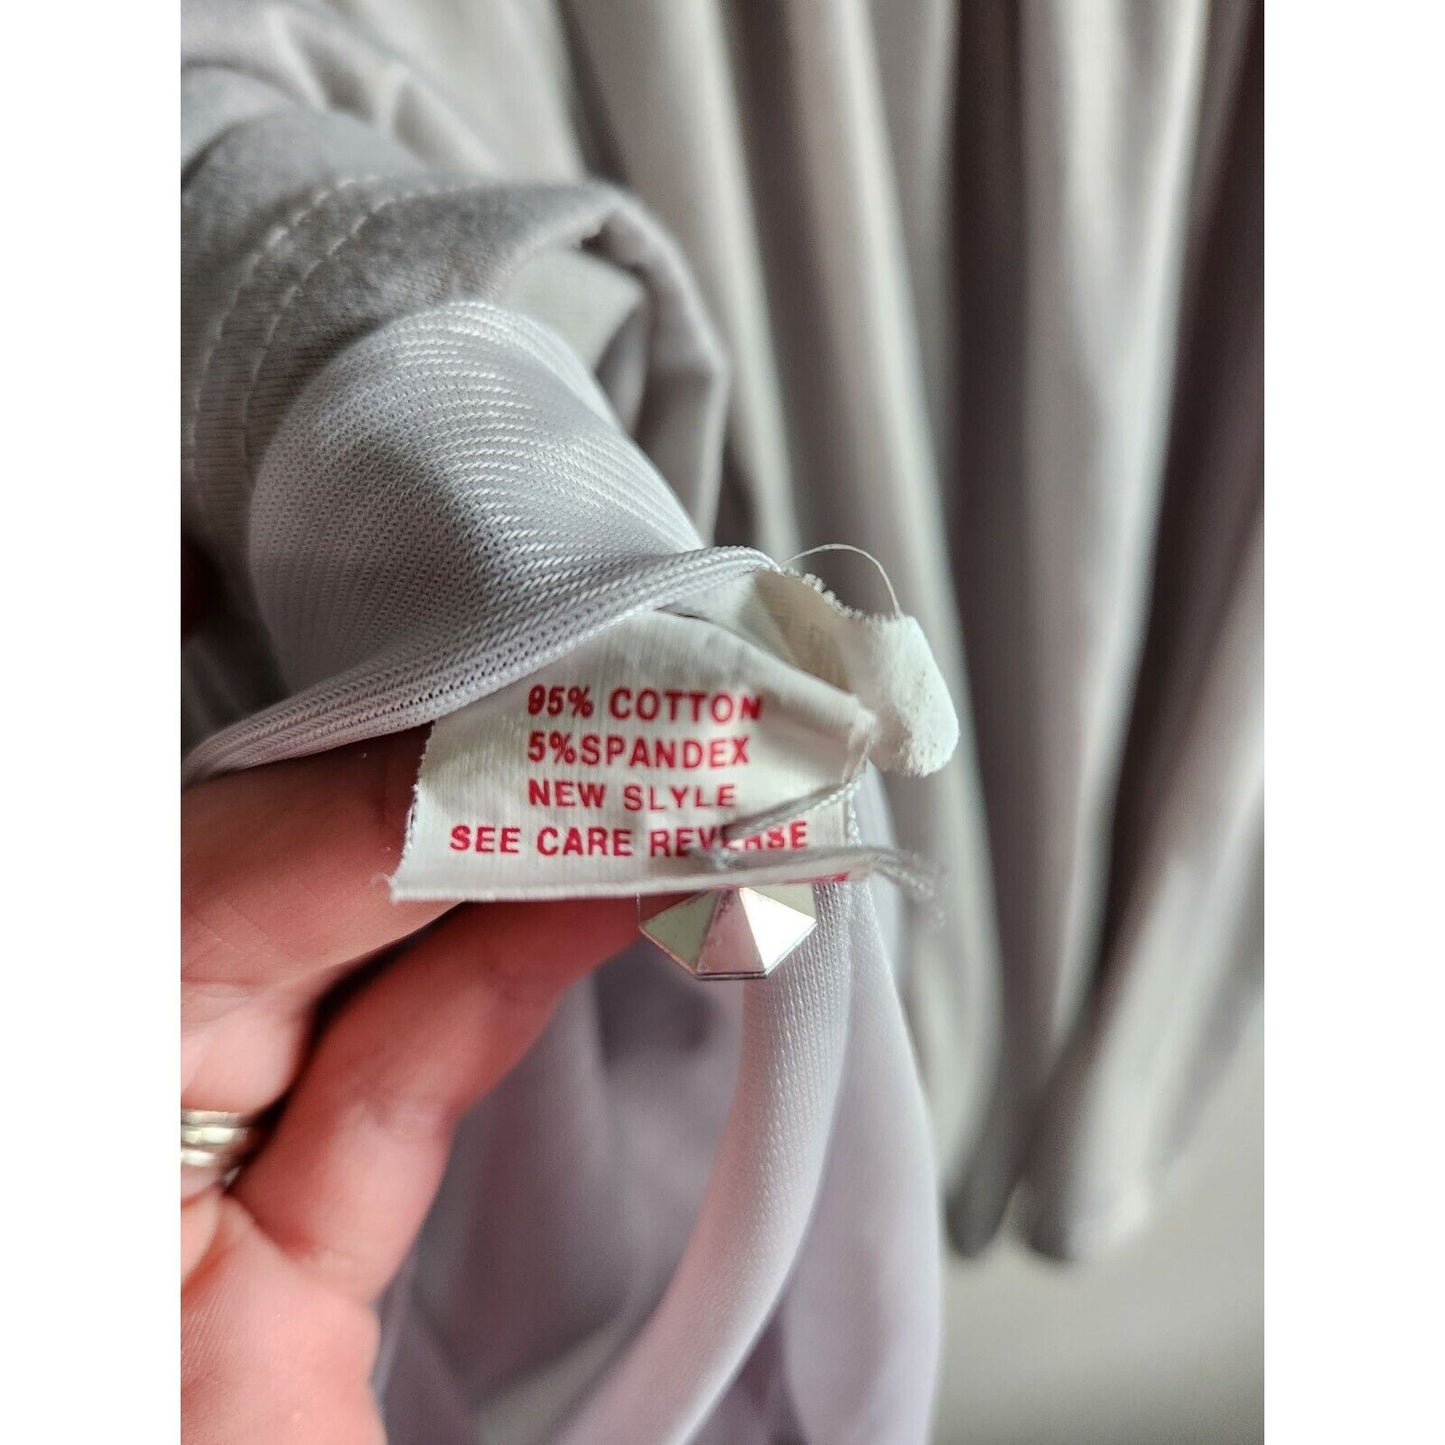 95% COTTON
5%SPANDEX
NEW SLYLE
SEE CARE REVERSE